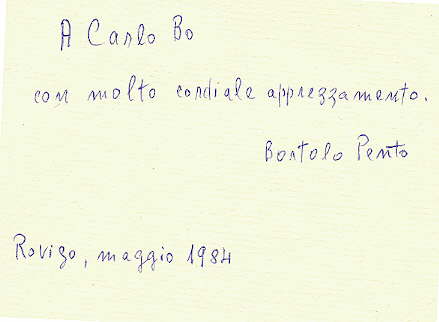 A Carlo Bo
con molto cordiale apprezzamento.
Bortolo Pento
Rovigo, maggio 1984